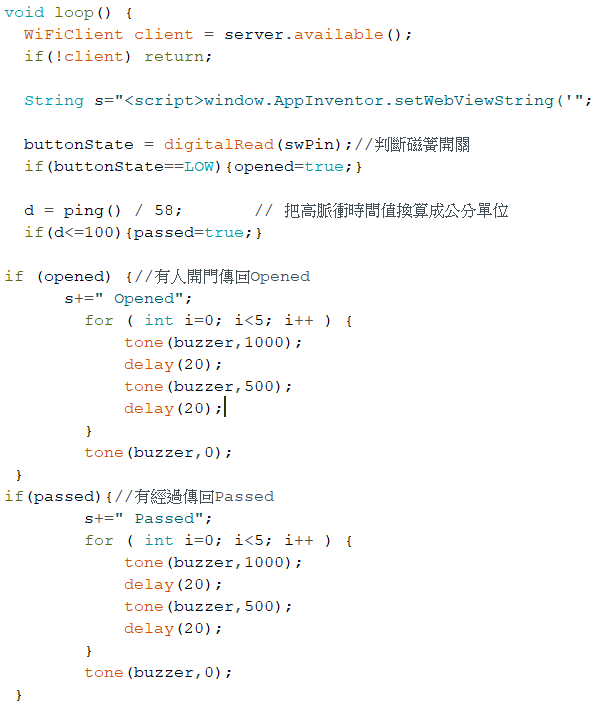 void loop() {
WiFiClient client = server.available();
if(!client) return;
String s="<script>window.AppInventor.setWebViewString('";
buttonState = digitalRead(swPin);//判斷磁簧開關
if(buttonState==LOW){opened=true;}
d = ping() / 58; // 把高脈衝時間值換算成公分單位
if(d<=100){passed=true;}
if (opened) {//有人開門傳回Opened
s+=" Opened";
for ( int i=0; i<5; i++ ) {
tone(buzzer,1000);
delay(20);
tone(buzzer,500);
delay(20);
}
tone(buzzer,0);
}
if(passed){//有經過傳回Passed
s+=" Passed";
for ( int i=0; i<5; i++ ) {
tone(buzzer,1000);
delay(20);
tone(buzzer,500);
delay(20);
}
tone(buzzer,0);
}